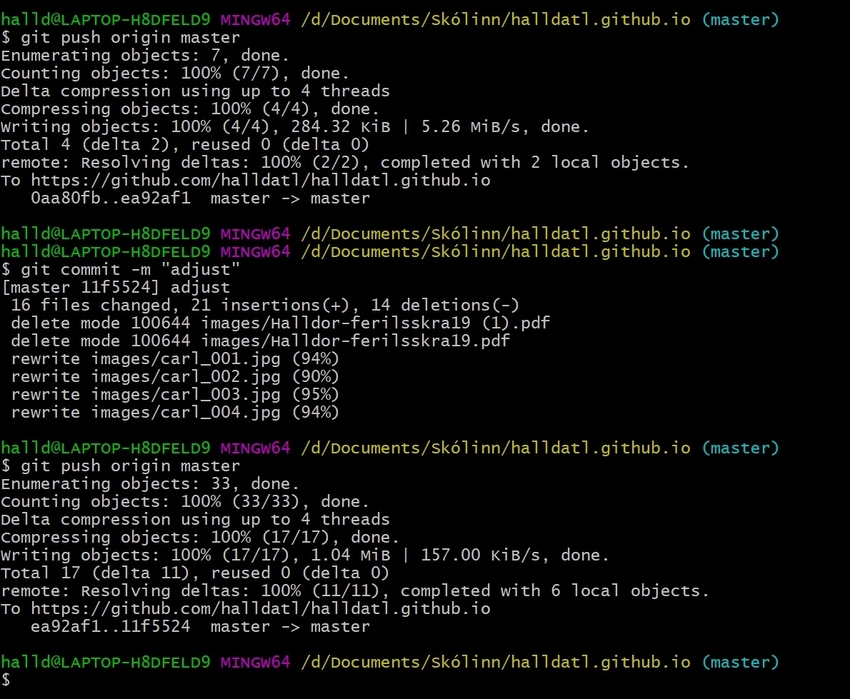 halld@LAPTOP-H8DFELD9 MINGW64 /d/Documents/Skólinn/halldatl.github.io (master)
$ git push origin master
Enumerating objects: 7, done.
Counting objects: 100% (7/7), done.
Delta compression using up to 4 threads
Compressing objects: 100% (4/4), done.
Writing objects: 100% (4/4), 284.32 KiB | 5.26 MiB/s, done.
Total 4 (delta 2), reused 0 (delta 0)
remote: Resolving deltas: 100% (2/2), completed with 2 local objects.
To https://github.com/halldatl/halldatl.github.io
   0aa80fb..ea92af1  master -> master
halld@LAPTOP-H8DFELD9 MINGW64 /d/Documents/Skólinn/halldatl.github.io (master)
halld@LAPTOP-H8DFELD9 MINGW64 /d/Documents/Skólinn/halldatl.github.io (master)
$ git commit -m "adjust"
[master 11f5524] adjust
 16 files changed, 21 insertions(+), 14 deletions(-)
 delete mode 100644 images/Halldor-ferilsskra19 (1).pdf
 delete mode 100644 images/Halldor-ferilsskra19.pdf
 rewrite images/carl_001.jpg (94%)
 rewrite images/carl_002.jpg (90%)
 rewrite images/carl_003.jpg (95%)
 rewrite images/carl_004.jpg (94%)
halld@LAPTOP-H8DFELD9 MINGW64 /d/Documents/Skólinn/halldatl.github.io (master)
$ git push origin master
Enumerating objects: 33, done.
Counting objects: 100% (33/33), done.
Delta compression using up to 4 threads
Compressing objects: 100% (17/17), done.
Writing objects: 100% (17/17), 1.04 MiB | 157.00 KiB/s, done.
Total 17 (delta 11), reused 0 (delta 0)
remote: Resolving deltas: 100% (11/11), completed with 6 local objects.
To https://github.com/halldatl/halldatl.github.io
   ea92af1..11f5524  master -> master
halld@LAPTOP-H8DFELD9 MINGW64 /d/Documents/Skólinn/halldatl.github.io (master)
$